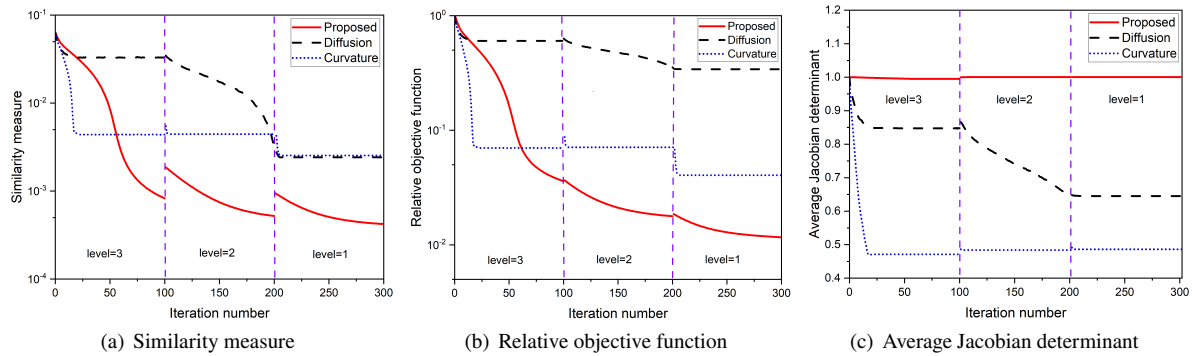 Similarity measure
10^-1
10^-2
10^-3
10^-4
Proposed
Diffusion
Curvature
level=3
level=2
level=1
0 50 100 150 200 250 300
Iteration number
(a) Similarity measure
Relative objective function
10^0
10^-1
10^-2
Proposed
Diffusion
Curvature
level=3
level=2
level=1
0 50 100 150 200 250 300
Iteration number
(b) Relative objective function
Average Jacobian determinant
1.2
1.1
1.0
0.9
0.8
0.7
0.6
0.5
0.4
Proposed
Diffusion
Curvature
level=3
level=2
level=1
0 50 100 150 200 250 300
Iteration number
(c) Average Jacobian determinant